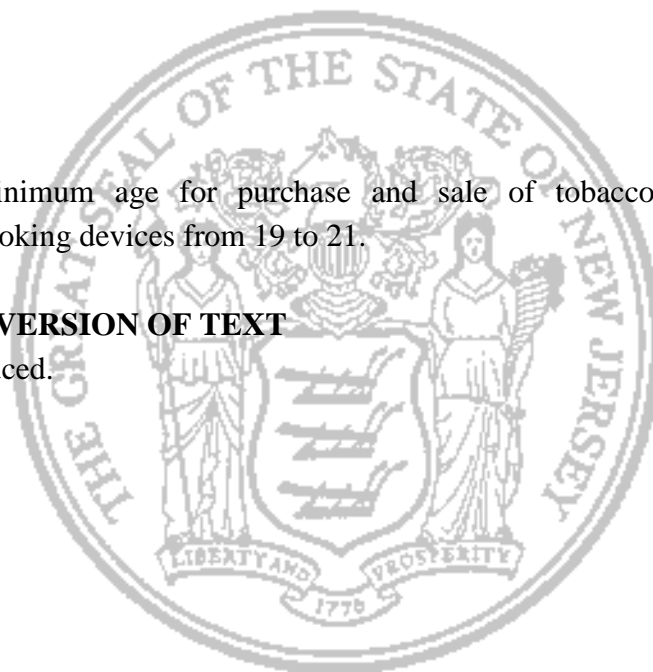 THE GREAT SEAL OF THE STATE OF NEW JERSEY
inimum age for purchase and sale of tobacco
oking devices from 19 to 21.
VERSION OF TEXT
ced.
LIBERTY AND PROSPERITY
1776